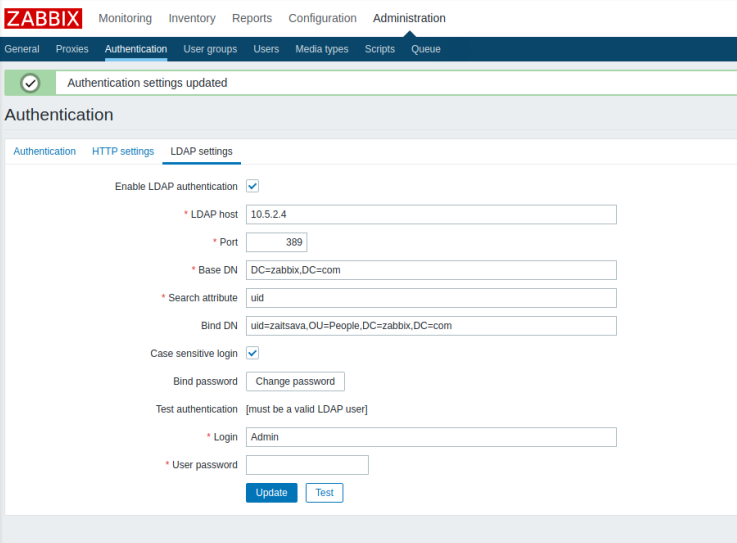 ZABBIX Monitoring Inventory Reports Configuration Administration
General Proxies Authentication User groups Users Media types Scripts Queue
Authentication settings updated
Authentication
Authentication HTTP settings LDAP settings
Enable LDAP authentication
* LDAP host 10.5.2.4
* Port 389
* Base DN DC=zabbix,DC=com
* Search attribute uid
Bind DN uid=zaitsava,OU=People,DC=zabbix,DC=com
Case sensitive login
Bind password Change password
Test authentication [must be a valid LDAP user]
* Login Admin
* User password
Update Test